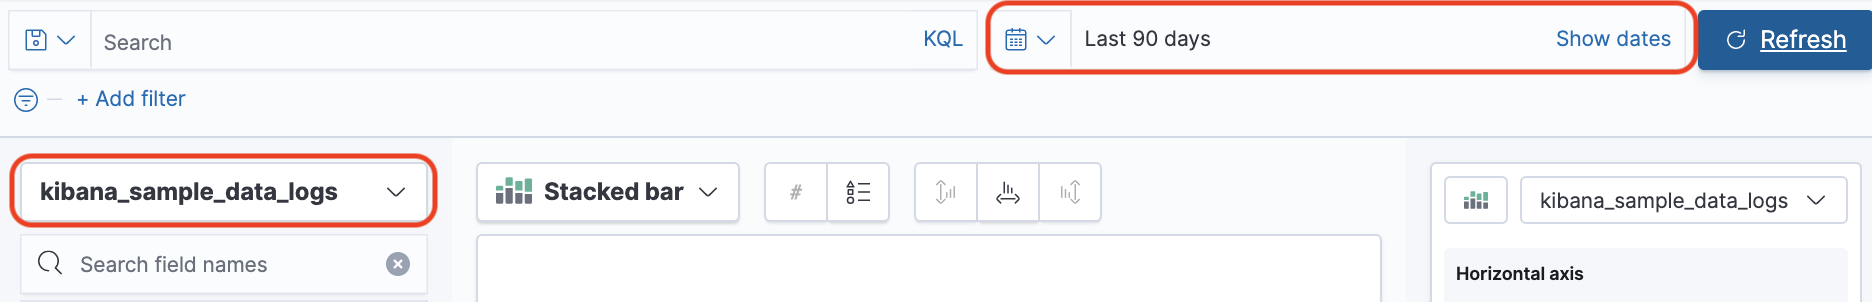 Search KQL Last 90 days Show dates Refresh
+ Add filter
kibana_sample_data_logs Stacked bar # kibana_sample_data_logs
Search field names
Horizontal axis